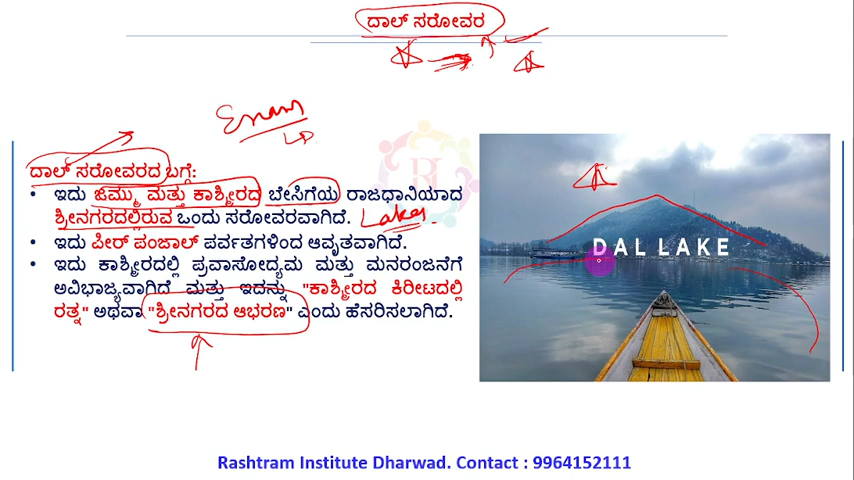 ದಾಲ್ ಸರೋವರ
Exam
ದಾಲ್ ಸರೋವರದ ಬಗ್ಗೆ:
• ಇದು ಜಮ್ಮು ಮತ್ತು ಕಾಶ್ಮೀರದ ಬೇಸಿಗೆಯ ರಾಜಧಾನಿಯಾದ
ಶ್ರೀನಗರದಲ್ಲಿರುವ ಒಂದು ಸರೋವರವಾಗಿದೆ. Lakes
• ಇದು ಪೀರ್ ಪಂಜಾಲ್ ಪರ್ವತಗಳಿಂದ ಆವೃತವಾಗಿದೆ.
• ಇದು ಕಾಶ್ಮೀರದಲ್ಲಿ ಪ್ರವಾಸೋದ್ಯಮ ಮತ್ತು ಮನರಂಜನೆಗೆ
ಅವಿಭಾಜ್ಯವಾಗಿದೆ ಮತ್ತು ಇದನ್ನು "ಕಾಶ್ಮೀರದ ಕಿರೀಟದಲ್ಲಿ
ರತ್ನ" ಅಥವಾ "ಶ್ರೀನಗರದ ಆಭರಣ" ಎಂದು ಹೆಸರಿಸಲಾಗಿದೆ.
DAL LAKE
Rashtram Institute Dharwad. Contact : 9964152111